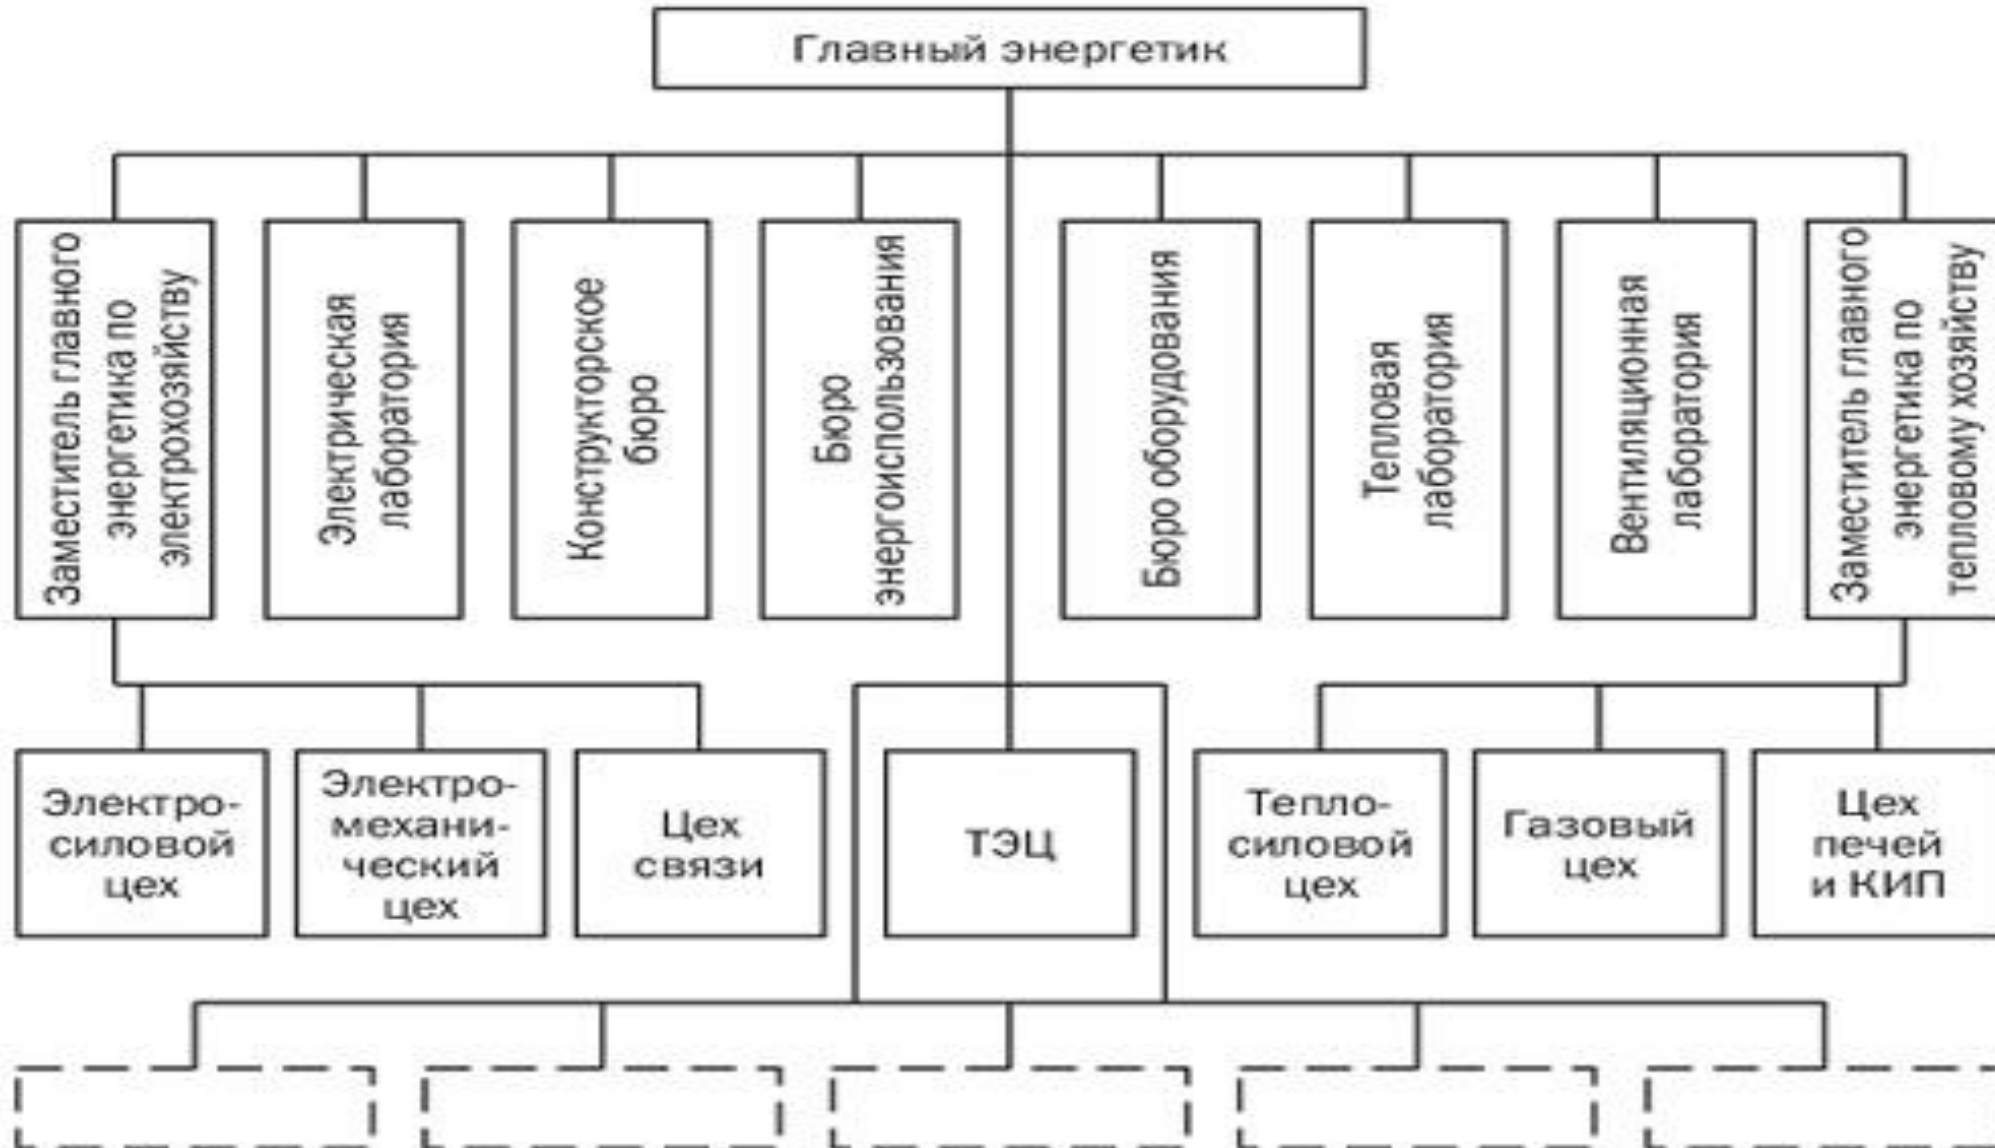 Главный энергетик
Заместитель главного
энергетика по
электрохозяйству
Электрическая
лаборатория
Конструкторское
бюро
Бюро
энергоиспользования
Бюро оборудования
Тепловая
лаборатория
Вентиляционная
лаборатория
Заместитель главного
энергетика по
тепловому хозяйству
Электро-
силовой
цех
Электро-
механи-
ческий
цех
Цех
связи
ТЭЦ
Тепло-
силовой
цех
Газовый
цех
Цех
печей
и КИП